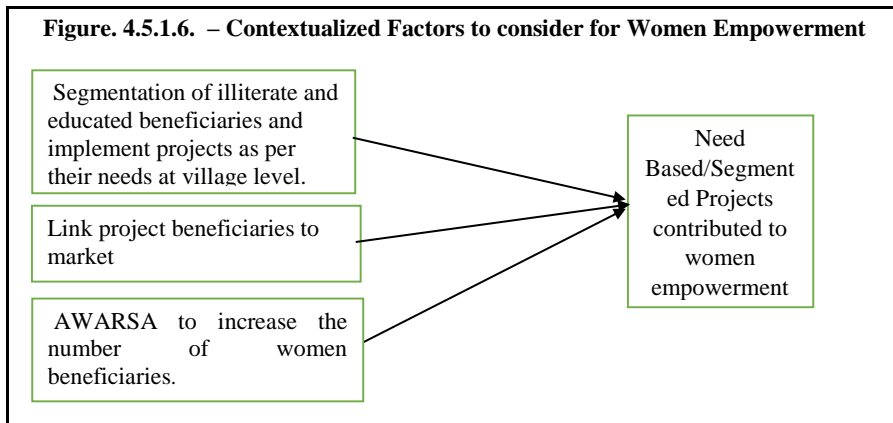 Figure. 4.5.1.6. – Contextualized Factors to consider for Women Empowerment
Segmentation of illiterate and
educated beneficiaries and
implement projects as per
their needs at village level.
Link project beneficiaries to
market
AWARSA to increase the
number of women
beneficiaries.
Need
Based/Segment
ed Projects
contributed to
women
empowerment